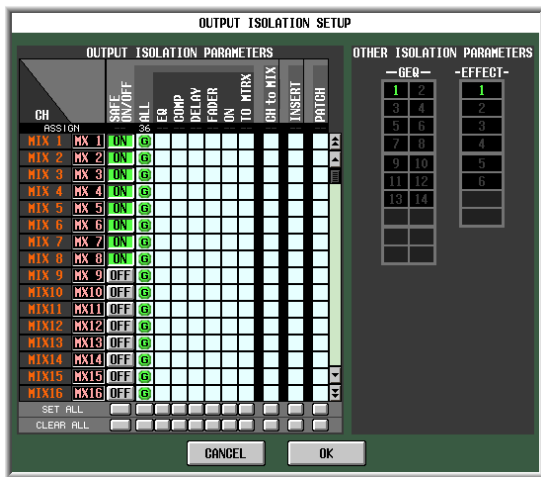 OUTPUT ISOLATION SETUP
OUTPUT ISOLATION PARAMETERS
CH
SAFE ON/OFF
ALL
EQ
COMP
DELAY
FADER
ON
TO MTRX
CH to MIX
INSERT
PATCH
ASSIGN -- 36 -- -- -- -- -- -- -- -- --
MIX 1 MX 1 ON G
MIX 2 MX 2 ON G
MIX 3 MX 3 ON G
MIX 4 MX 4 ON G
MIX 5 MX 5 ON G
MIX 6 MX 6 ON G
MIX 7 MX 7 ON G
MIX 8 MX 8 ON G
MIX 9 MX 9 OFF G
MIX10 MX10 OFF G
MIX11 MX11 OFF G
MIX12 MX12 OFF G
MIX13 MX13 OFF G
MIX14 MX14 OFF G
MIX15 MX15 OFF G
MIX16 MX16 OFF G
SET ALL
CLEAR ALL
OTHER ISOLATION PARAMETERS
—GEQ—
1 2
3 4
5 6
7 8
9 10
11 12
13 14
-EFFECT-
1
2
3
4
5
6
CANCEL
OK